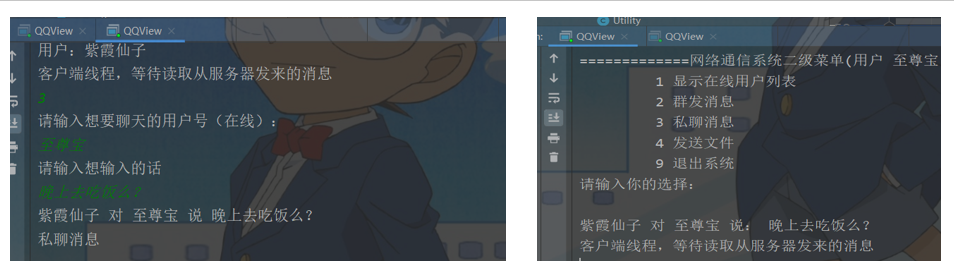 QQView × QQView ×
用户：紫霞仙子
客户端线程，等待读取从服务器发来的消息
3
请输入想要聊天的用户号（在线）：
至尊宝
请输入想输入的话
晚上去吃饭么？
紫霞仙子 对 至尊宝 说 晚上去吃饭么？
私聊消息
Utility
n: QQView × QQView ×
=============网络通信系统二级菜单(用户 至尊宝
1 显示在线用户列表
2 群发消息
3 私聊消息
4 发送文件
9 退出系统
请输入你的选择：
紫霞仙子 对 至尊宝 说： 晚上去吃饭么？
客户端线程，等待读取从服务器发来的消息